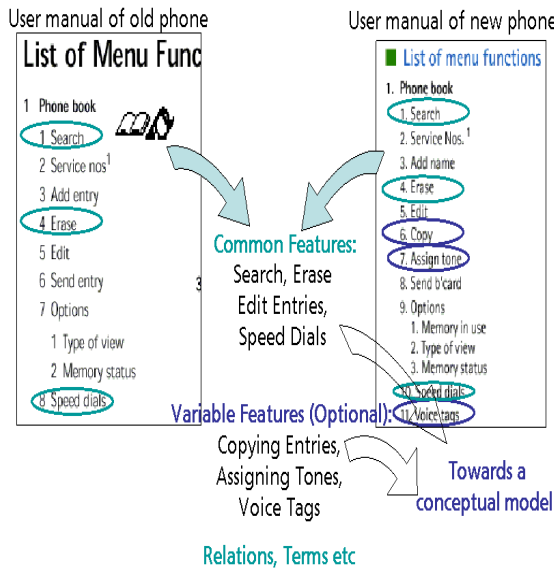 User manual of old phone
List of Menu Func
1 Phone book
1 Search
2 Service nos1
3 Add entry
4 Erase
5 Edit
6 Send entry
3
7 Options
1 Type of view
2 Memory status
8 Speed dials
User manual of new phone
List of menu functions
1. Phone book
1. Search
2. Service Nos.1
3. Add name
4. Erase
5. Edit
6. Copy
7. Assign tone
8. Send b'card
9. Options
1. Memory in use
2. Type of view
3. Memory status
10. Speed dials
11. Voice tags
Common Features:
Search, Erase
Edit Entries,
Speed Dials
Variable Features (Optional):
Copying Entries,
Assigning Tones,
Voice Tags
Towards a
conceptual model
Relations, Terms etc